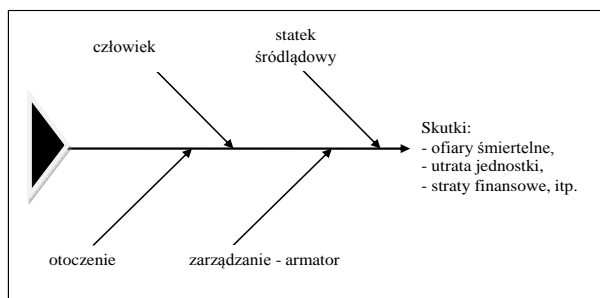 człowiek
statek
śródlądowy
Skutki:
- ofiary śmiertelne,
- utrata jednostki,
- straty finansowe, itp.
otoczenie
zarządzanie - armator